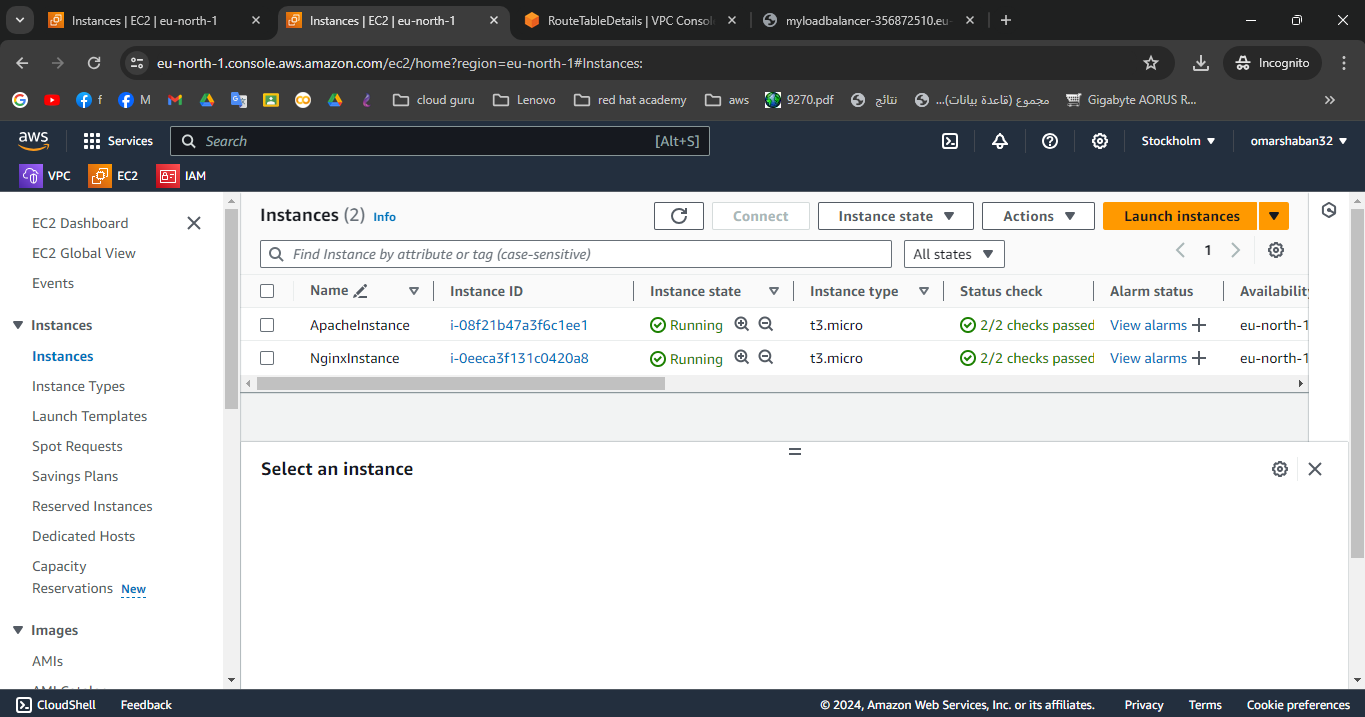 Instances | EC2 | eu-north-1
Instances | EC2 | eu-north-1
RouteTableDetails | VPC Consol
myloadbalancer-356872510.eu-
eu-north-1.console.aws.amazon.com/ec2/home?region=eu-north-1#Instances:
Incognito
f
M
cloud guru
Lenovo
red hat academy
aws
9270.pdf
نتائج
مجموع (قاعدة بيانات)...
Gigabyte AORUS R...
aws
Services
Search
[Alt+S]
Stockholm
omarshaban32
VPC
EC2
IAM
EC2 Dashboard
EC2 Global View
Events
Instances
Instances
Instance Types
Launch Templates
Spot Requests
Savings Plans
Reserved Instances
Dedicated Hosts
Capacity
Reservations New
Images
AMIs
Instances (2) Info
Connect
Instance state
Actions
Launch instances
Find Instance by attribute or tag (case-sensitive)
All states
1
Name Instance ID Instance state Instance type Status check Alarm status Availability
ApacheInstance i-08f21b47a3f6c1ee1 Running t3.micro 2/2 checks passed View alarms eu-north-1
NginxInstance i-0eeca3f131c0420a8 Running t3.micro 2/2 checks passed View alarms eu-north-1
Select an instance
CloudShell
Feedback
© 2024, Amazon Web Services, Inc. or its affiliates.
Privacy
Terms
Cookie preferences